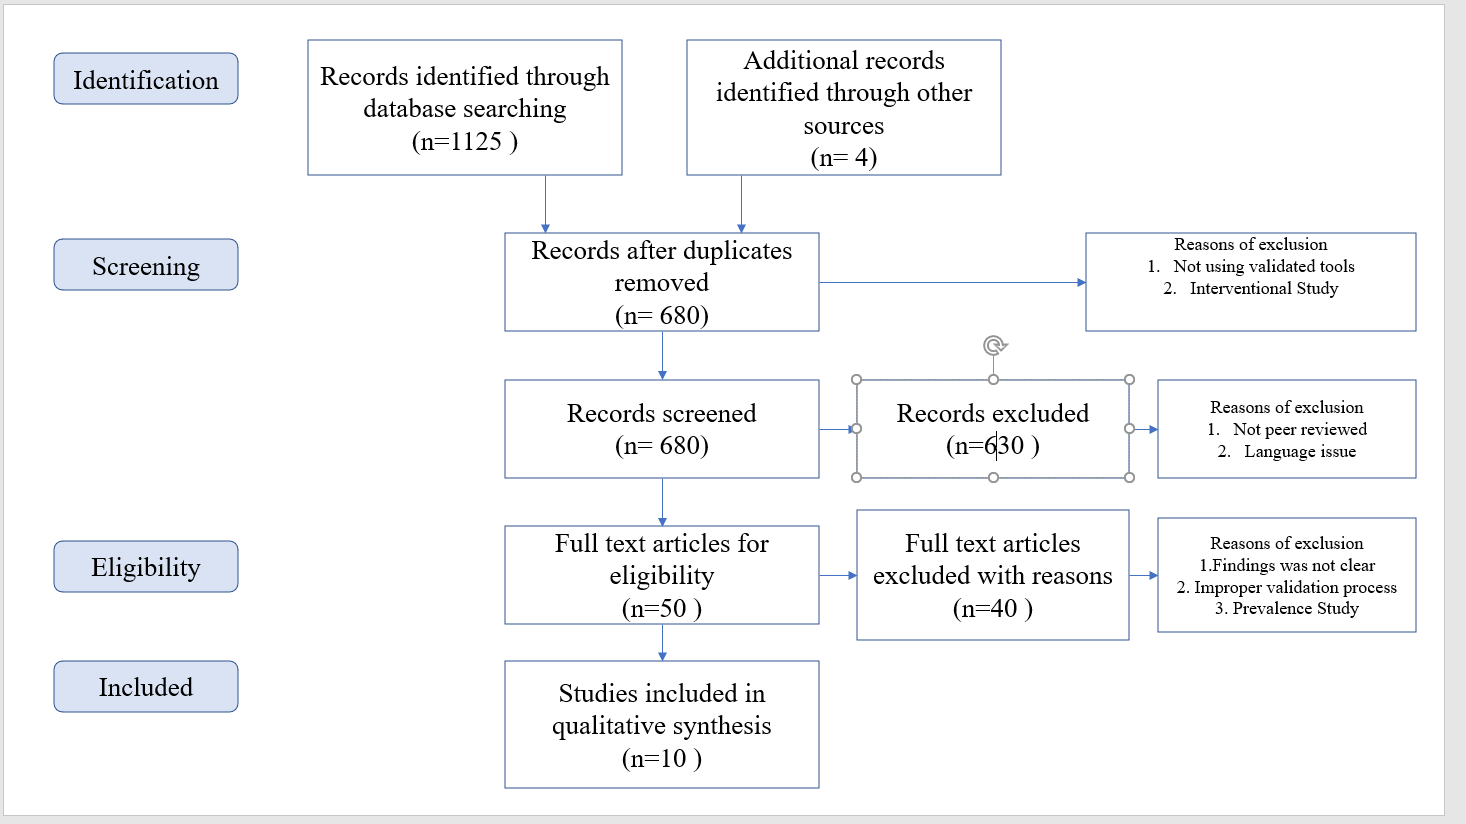 Identification
Records identified through
database searching
(n=1125 )
Additional records
identified through other
sources
(n= 4)
Screening
Records after duplicates
removed
(n= 680)
Reasons of exclusion
1. Not using validated tools
2. Interventional Study
Records screened
(n= 680)
Records excluded
(n=630 )
Reasons of exclusion
1. Not peer reviewed
2. Language issue
Eligibility
Full text articles for
eligibility
(n=50 )
Full text articles
excluded with reasons
(n=40 )
Reasons of exclusion
1.Findings was not clear
2. Improper validation process
3. Prevalence Study
Included
Studies included in
qualitative synthesis
(n=10 )